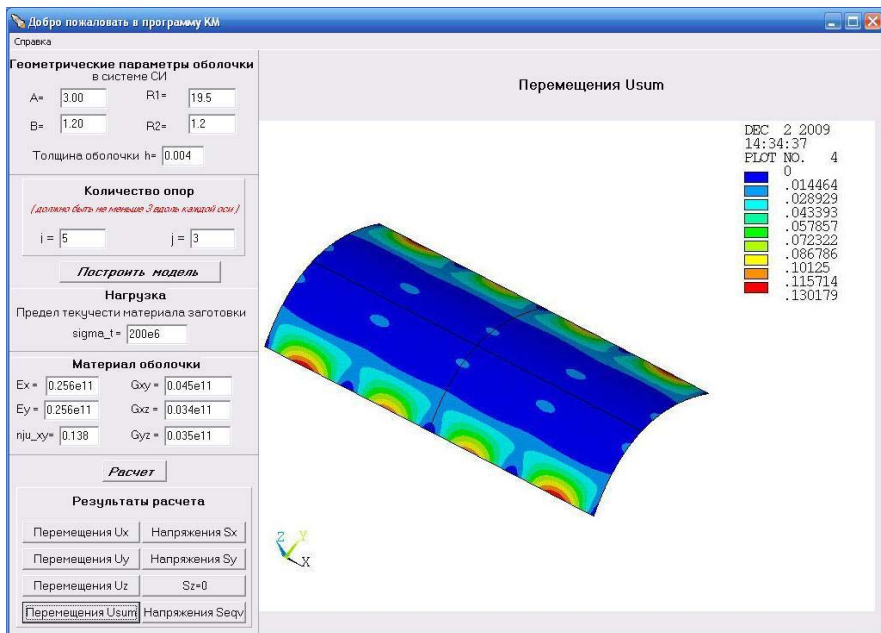 Добро пожаловать в программу КМ
Справка
Геометрические параметры оболочки
в системе СИ
A= 3.00 R1= 19.5
B= 1.20 R2= 1.2
Толщина оболочки h= 0.004
Количество опор
(должно быть не меньше 3 вдоль каждой оси)
i = 5 j = 3
Построить модель
Нагрузка
Предел текучести материала заготовки
sigma_t= 200e6
Материал оболочки
Ex = 0.256e11 Gxy = 0.045e11
Ey = 0.256e11 Gxz = 0.034e11
nju_xy= 0.138 Gyz = 0.035e11
Расчет
Результаты расчета
Перемещения Ux Напряжения Sx
Перемещения Uy Напряжения Sy
Перемещения Uz Sz=0
Перемещения Usum Напряжения Seqv
Перемещения Usum
DEC 2 2009
14:34:37
PLOT NO. 4
0
.014464
.028929
.043393
.057857
.072322
.086786
.10125
.115714
.130179
Z Y
X